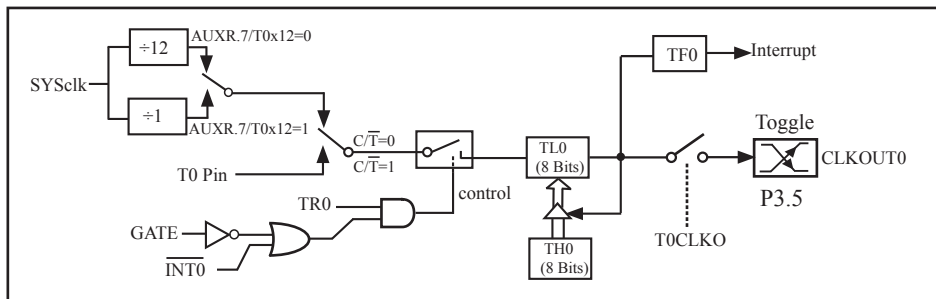 ÷12
AUXR.7/T0x12=0
SYSclk
÷1
AUXR.7/T0x12=1
C/T̅=0
C/T̅=1
T0 Pin
control
TR0
GATE
I̅N̅T̅0̅
TL0
(8 Bits)
TH0
(8 Bits)
TF0
Interrupt
Toggle
CLKOUT0
P3.5
T0CLKO